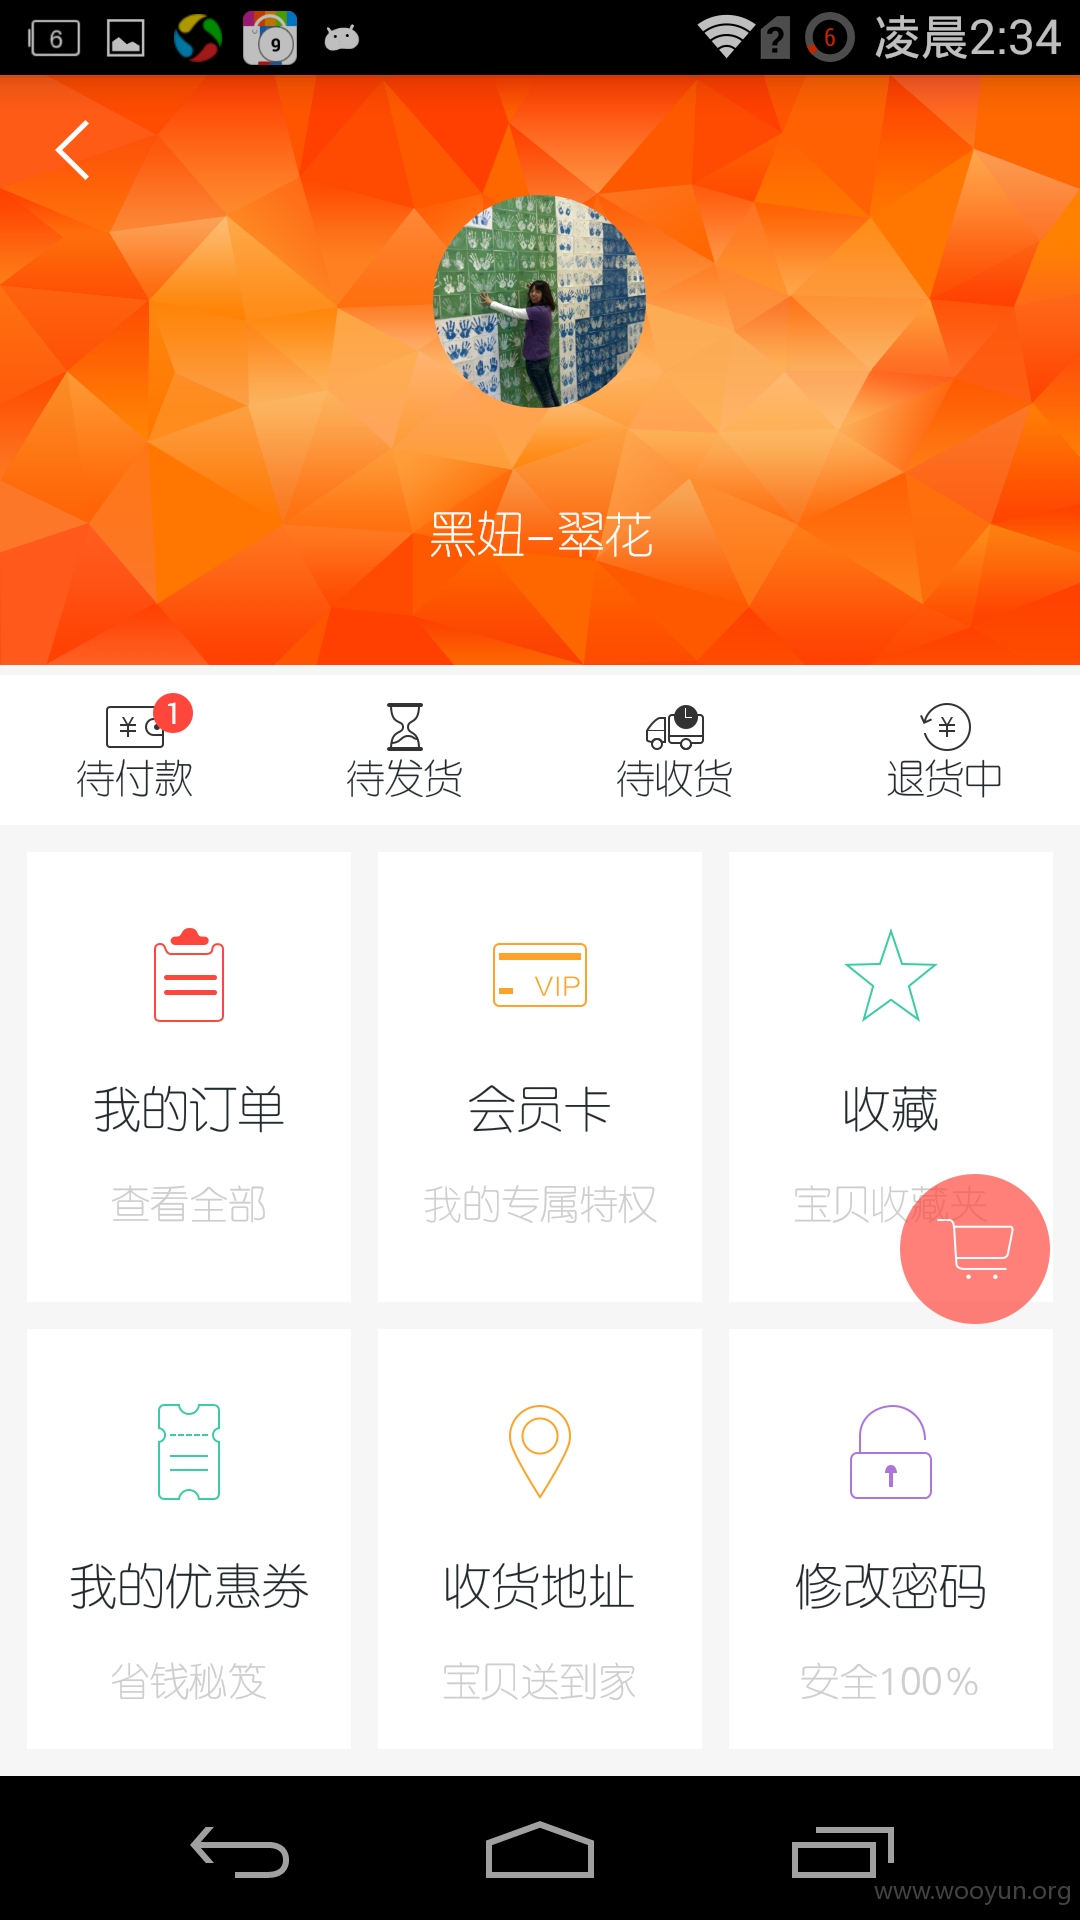 6 9 ? 6 凌晨2:34
黑妞-翠花
1
待付款 待发货 待收货 退货中
VIP
我的订单 会员卡 收藏
查看全部 我的专属特权 宝贝收藏夹
我的优惠券 收货地址 修改密码
省钱秘笈 宝贝送到家 安全100%
www.wooyun.org